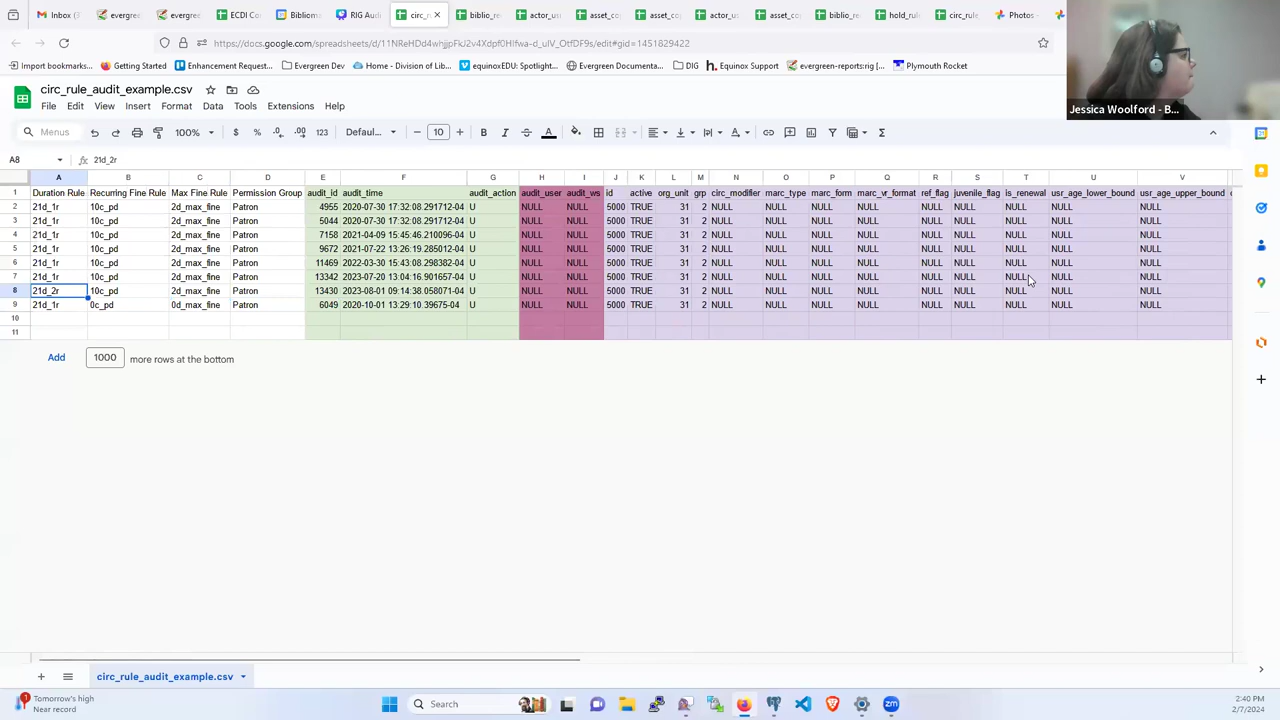 Inbox (3
evergree
evergree
ECDI Co
Bibliome
RIG Audi
circ_r
biblio_re
actor_us
asset_co
asset_co
actor_us
asset_co
biblio_re
hold_rule
circ_rule
Photos -
https://docs.google.com/spreadsheets/d/
/edit#gid=1451829422
Import bookmarks...
Getting Started
Enhancement Request...
Evergreen Dev
Home - Division of Lib...
equinoxEDU: Spotlight...
Evergreen Documenta...
DIG
Equinox Support
evergreen-reports:rig [...
Plymouth Rocket
Jessica Woolford - B...
circ_rule_audit_example.csv
File Edit View Insert Format Data Tools Extensions Help
Menus 100% $ % .0 .00 123 Defaul... 10 B I A
A8 fx 21d_2r
A B C D E F G H I J K L M N O P Q R S T U V
1 Duration Rule Recurring Fine Rule Max Fine Rule Permission Group audit_id audit_time audit_action audit_user audit_ws id active org_unit grp circ_modifier marc_type marc_form marc_vr_format ref_flag juvenile_flag is_renewal usr_age_lower_bound usr_age_upper_bound
2 21d_1r 10c_pd 2d_max_fine Patron 4955 2020-07-30 17:32:08.291712-04 U NULL NULL 5000 TRUE 31 2 NULL NULL NULL NULL NULL NULL NULL NULL NULL
3 21d_1r 10c_pd 2d_max_fine Patron 5044 2020-07-30 17:32:08.291712-04 U NULL NULL 5000 TRUE 31 2 NULL NULL NULL NULL NULL NULL NULL NULL NULL
4 21d_1r 10c_pd 2d_max_fine Patron 7158 2021-04-09 15:45:46.210096-04 U NULL NULL 5000 TRUE 31 2 NULL NULL NULL NULL NULL NULL NULL NULL NULL
5 21d_1r 10c_pd 2d_max_fine Patron 9672 2021-07-22 13:26:19.285012-04 U NULL NULL 5000 TRUE 31 2 NULL NULL NULL NULL NULL NULL NULL NULL NULL
6 21d_1r 10c_pd 2d_max_fine Patron 11469 2022-03-30 15:43:08.298382-04 U NULL NULL 5000 TRUE 31 2 NULL NULL NULL NULL NULL NULL NULL NULL NULL
7 21d_1r 10c_pd 2d_max_fine Patron 13342 2023-07-20 13:04:16.901657-04 U NULL NULL 5000 TRUE 31 2 NULL NULL NULL NULL NULL NULL NULL NULL NULL
8 21d_2r 10c_pd 2d_max_fine Patron 13430 2023-08-01 09:14:38.058071-04 U NULL NULL 5000 TRUE 31 2 NULL NULL NULL NULL NULL NULL NULL NULL NULL
9 21d_1r 0c_pd 0d_max_fine Patron 6049 2020-10-01 13:29:10.39675-04 U NULL NULL 5000 TRUE 31 2 NULL NULL NULL NULL NULL NULL NULL NULL NULL
10
11
Add 1000 more rows at the bottom
circ_rule_audit_example.csv
Tomorrow's high
Near record
Search
2:40 PM
2/7/2024